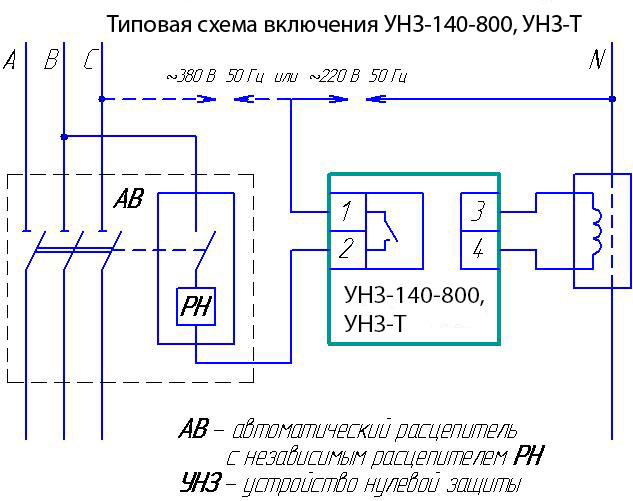 Типовая схема включения УНЗ-140-800, УНЗ-Т
А В С N
~380 В 50 Гц или ~220 В 50 Гц
АВ
1 3
2 4
РН
УНЗ-140-800,
УНЗ-Т
АВ – автоматический расцепитель
с независимым расцепителем РН
УНЗ – устройство нулевой защиты